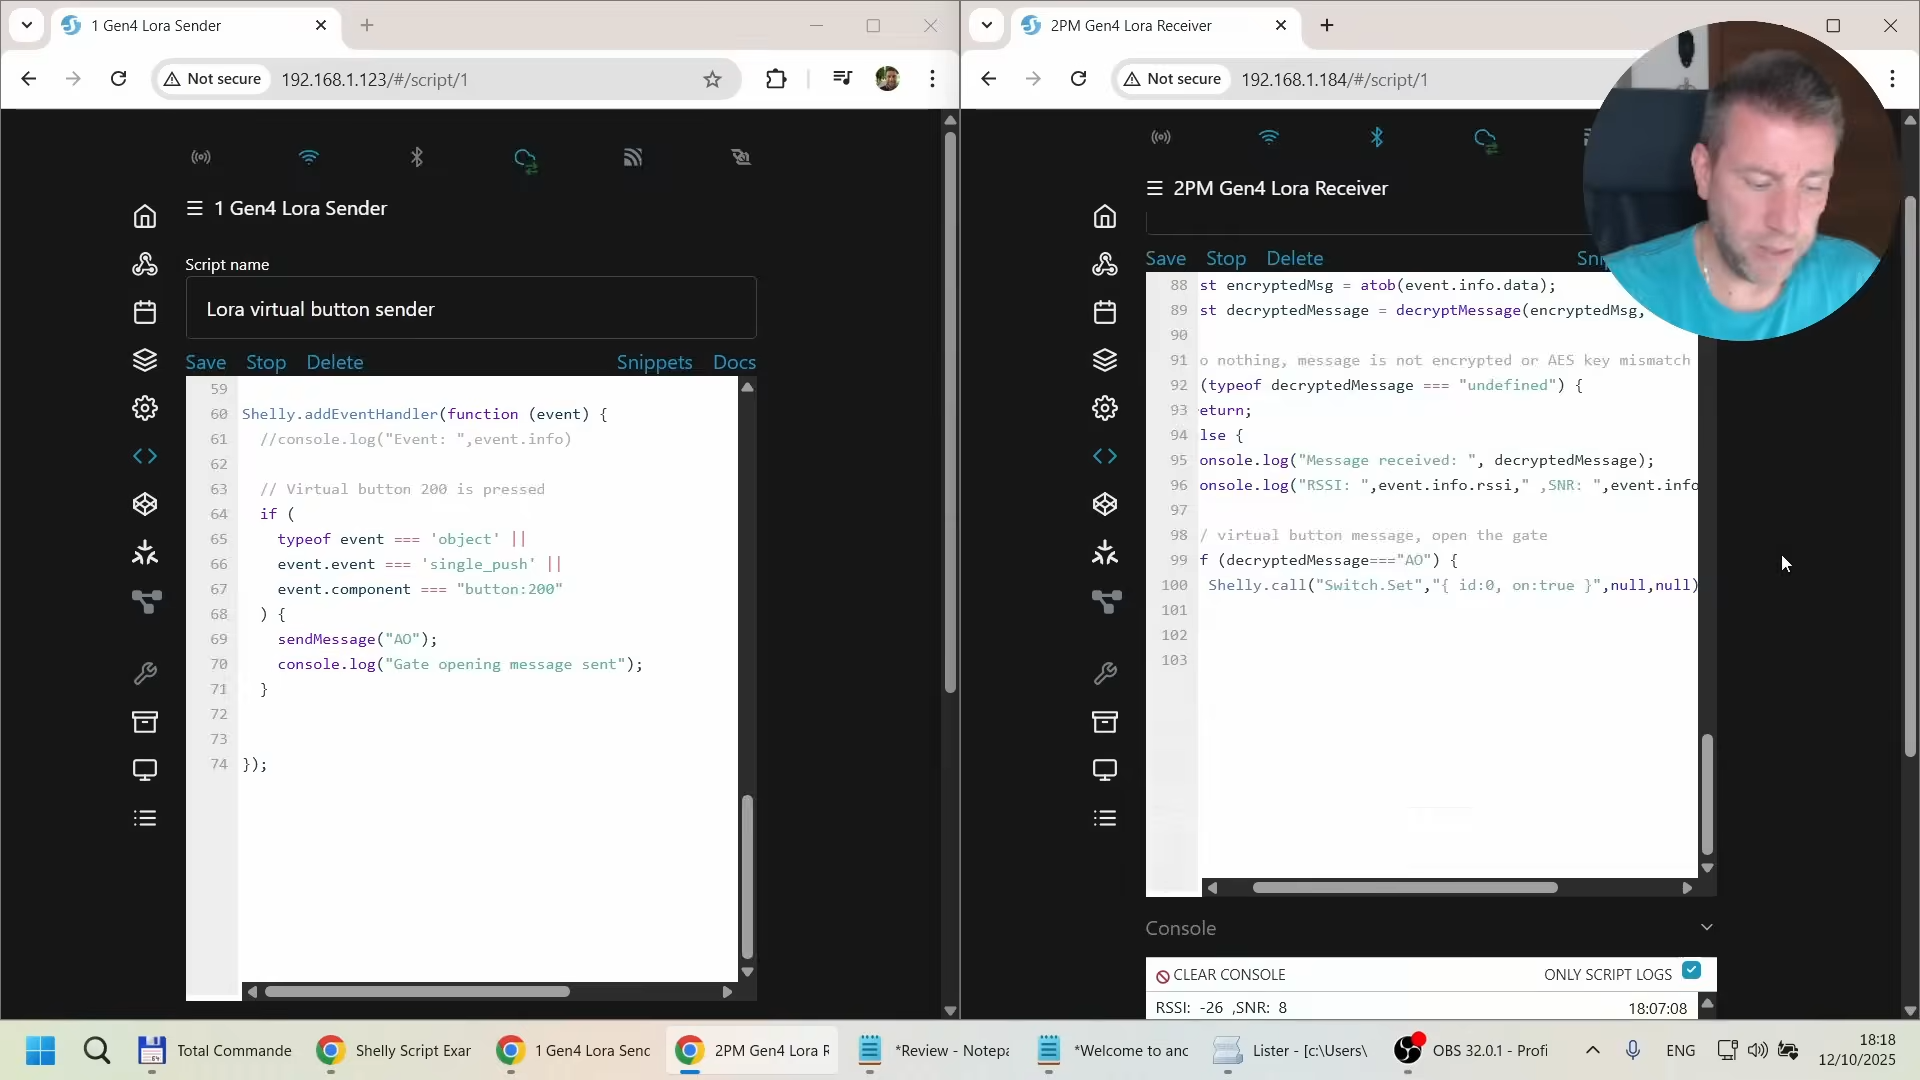 1 Gen4 Lora Sender
Not secure
192.168.1.123/#/script/1
1 Gen4 Lora Sender
Script name
Lora virtual button sender
Save Stop Delete Snippets Docs
59
60 Shelly.addEventHandler(function (event) {
61 //console.log("Event: ",event.info)
62
63 // Virtual button 200 is pressed
64 if (
65 typeof event === 'object' ||
66 event.event === 'single_push' ||
67 event.component === "button:200"
68 ) {
69 sendMessage("AO");
70 console.log("Gate opening message sent");
71 }
72
73
74 });
2PM Gen4 Lora Receiver
Not secure
192.168.1.184/#/script/1
2PM Gen4 Lora Receiver
Save Stop Delete Sni
88 st encryptedMsg = atob(event.info.data);
89 st decryptedMessage = decryptMessage(encryptedMsg,
90
91 o nothing, message is not encrypted or AES key mismatch
92 (typeof decryptedMessage === "undefined") {
93 eturn;
94 lse {
95 onsole.log("Message received: ", decryptedMessage);
96 onsole.log("RSSI: ",event.info.rssi," ,SNR: ",event.info
97
98 / virtual button message, open the gate
99 f (decryptedMessage==="AO") {
100 Shelly.call("Switch.Set","{ id:0, on:true }",null,null)
101
102
103
Console
CLEAR CONSOLE ONLY SCRIPT LOGS
RSSI: -26 ,SNR: 8 18:07:08
64 Total Commande
Shelly Script Exar
1 Gen4 Lora Senc
2PM Gen4 Lora R
*Review - Notepa
*Welcome to anc
Lister - [c:\Users\
OBS 32.0.1 - Profi
ENG
18:18
12/10/2025